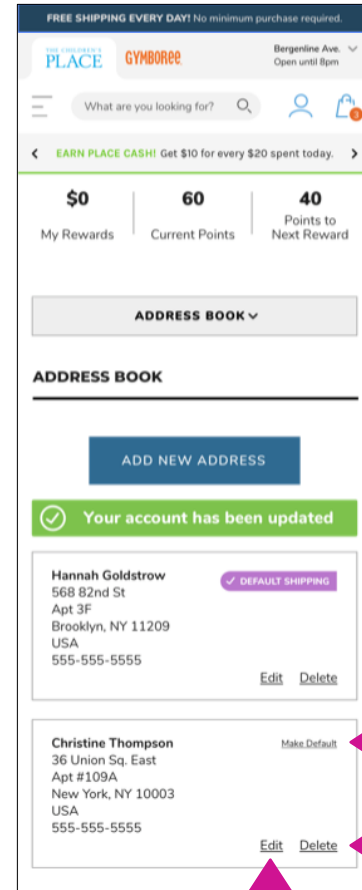 FREE SHIPPING EVERY DAY! No minimum purchase required.
THE CHILDREN'S
PLACE
GYMBOREE
Bergenline Ave.
Open until 8pm
What are you looking for?
3
EARN PLACE CASH! Get $10 for every $20 spent today.
$0
My Rewards
60
Current Points
40
Points to
Next Reward
ADDRESS BOOK
ADDRESS BOOK
ADD NEW ADDRESS
Your account has been updated
Hannah Goldstrow
DEFAULT SHIPPING
568 82nd St
Apt 3F
Brooklyn, NY 11209
USA
555-555-5555
Edit Delete
Christine Thompson
Make Default
36 Union Sq. East
Apt #109A
New York, NY 10003
USA
555-555-5555
Edit Delete